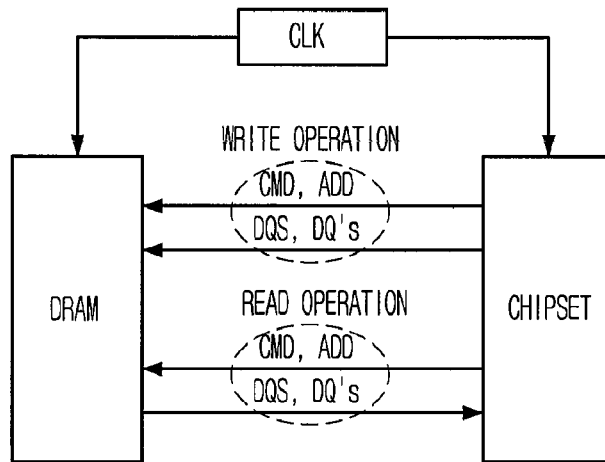 CLK
WRITE OPERATION
CMD, ADD
DQS, DQ's
DRAM
READ OPERATION
CHIPSET
CMD, ADD
DQS, DQ's